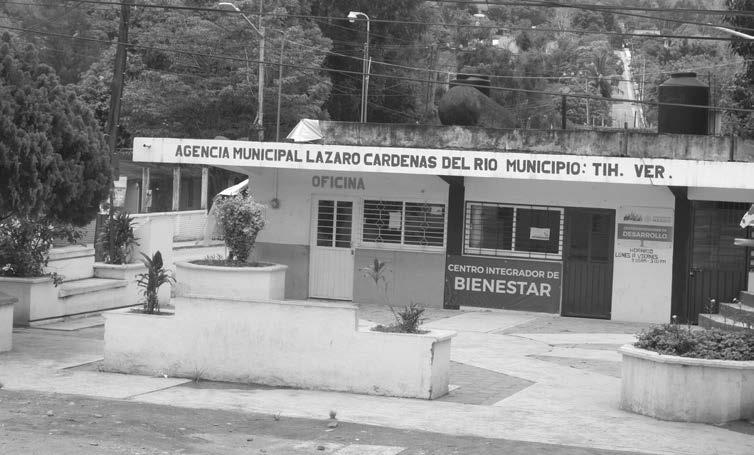 AGENCIA MUNICIPAL LAZARO CARDENAS DEL RIO MUNICIPIO: TIH. VER.
OFICINA
CENTRO INTEGRADOR DE
BIENESTAR
DESARROLLO
HORARIO
LUNES A VIERNES